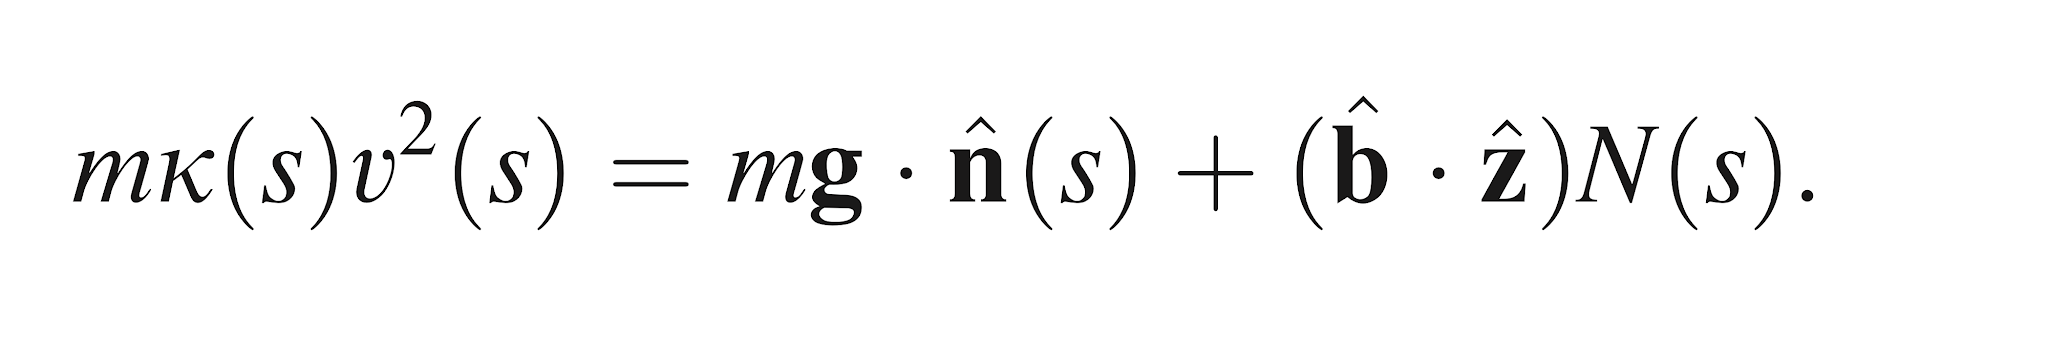 mκ(s)v²(s) = m𝐠 · 𝐧̂(s) + (𝐛̂ · 𝐳̂)N(s).